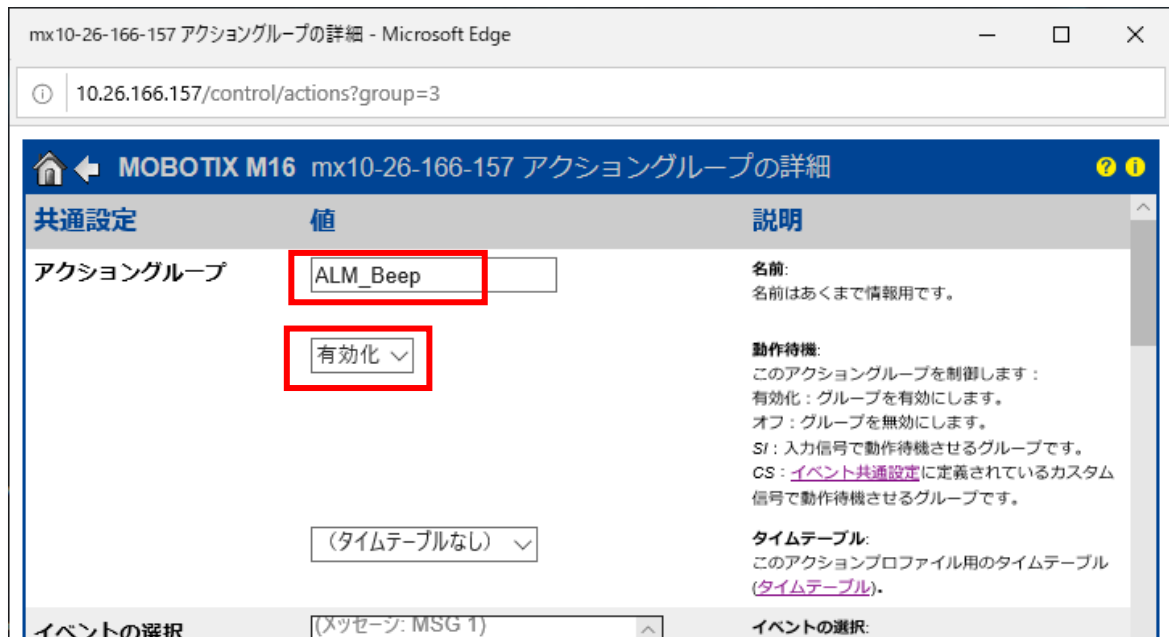 mx10-26-166-157 アクショングループの詳細 - Microsoft Edge
10.26.166.157/control/actions?group=3
MOBOTIX M16 mx10-26-166-157 アクショングループの詳細
共通設定 値 説明
アクショングループ
ALM_Beep
名前:
名前はあくまで情報用です。
有効化
動作待機:
このアクショングループを制御します：
有効化：グループを有効にします。
オフ：グループを無効にします。
SI：入力信号で動作待機させるグループです。
CS：イベント共通設定に定義されているカスタム
信号で動作待機させるグループです。
（タイムテーブルなし）
タイムテーブル:
このアクションプロファイル用のタイムテーブル
(タイムテーブル).
イベントの選択
(メッセージ: MSG 1)
イベントの選択: